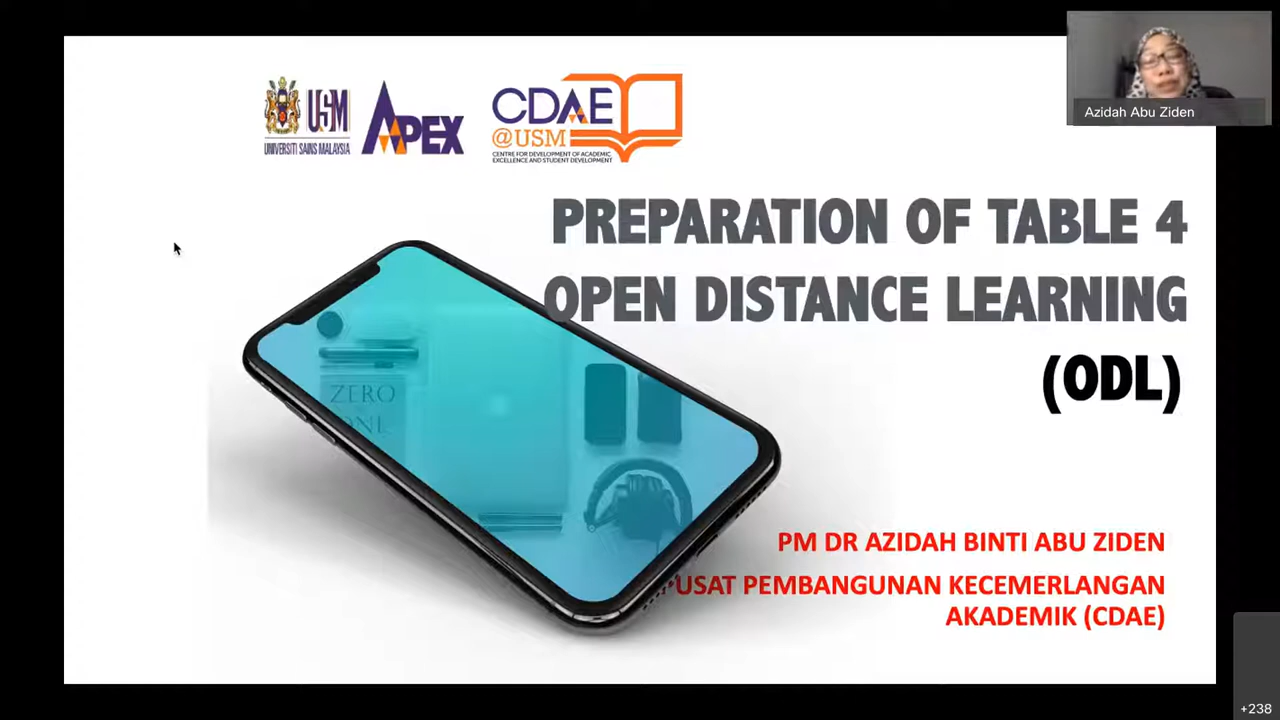 USM
UNIVERSITI SAINS MALAYSIA
APEX
CDAE
@USM
CENTRE FOR DEVELOPMENT OF ACADEMIC
EXCELLENCE AND STUDENT DEVELOPMENT
Azidah Abu Ziden
PREPARATION OF TABLE 4
OPEN DISTANCE LEARNING
(ODL)
ZERO
ONE
PM DR AZIDAH BINTI ABU ZIDEN
PUSAT PEMBANGUNAN KECEMERLANGAN
AKADEMIK (CDAE)
+238